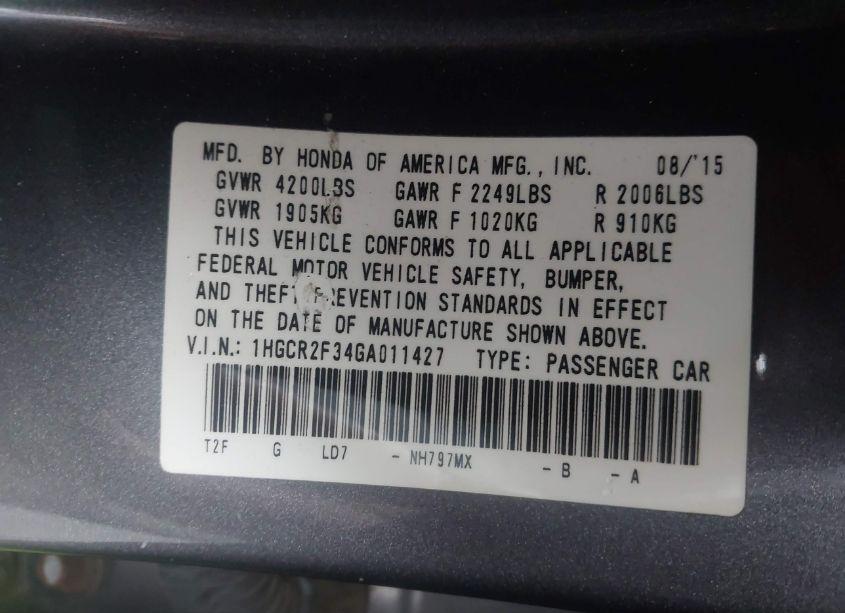 MFD. BY HONDA OF AMERICA MFG., INC. 08/'15
GVWR 4200LBS GAWR F 2249LBS R 2006LBS
GVWR 1905KG GAWR F 1020KG R 910KG
THIS VEHICLE CONFORMS TO ALL APPLICABLE
FEDERAL MOTOR VEHICLE SAFETY, BUMPER,
AND THEFT PREVENTION STANDARDS IN EFFECT
ON THE DATE OF MANUFACTURE SHOWN ABOVE.
V.I.N.: 1HGCR2F34GA011427 TYPE: PASSENGER CAR
T2F G LD7 - NH797MX - B - A